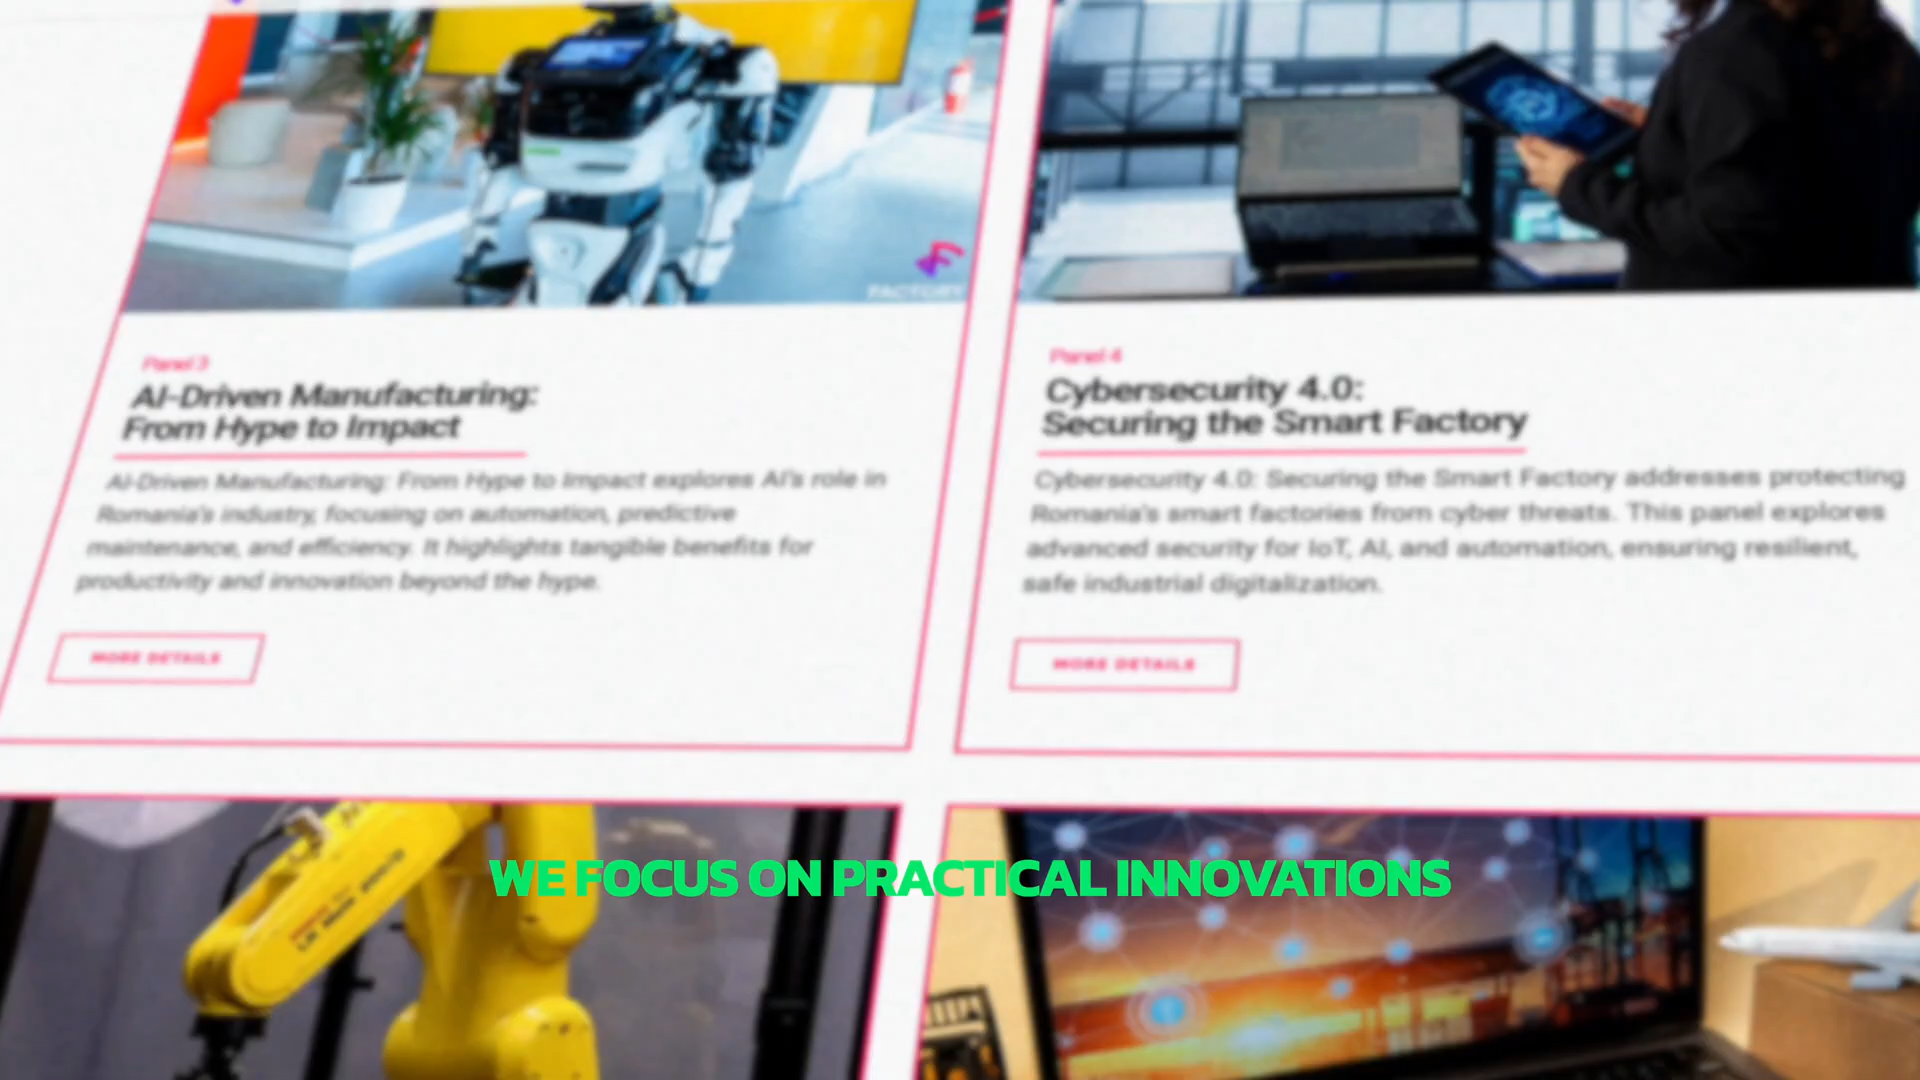 FACTORY
Panel 3
AI-Driven Manufacturing:
From Hype to Impact
AI-Driven Manufacturing: From Hype to Impact explores AI's role in
Romania's industry, focusing on automation, predictive
maintenance, and efficiency. It highlights tangible benefits for
productivity and innovation beyond the hype.
MORE DETAILS
Panel 4
Cybersecurity 4.0:
Securing the Smart Factory
Cybersecurity 4.0: Securing the Smart Factory addresses protecting
Romania's smart factories from cyber threats. This panel explores
advanced security for IoT, AI, and automation, ensuring resilient,
safe industrial digitalization.
MORE DETAILS
WE FOCUS ON PRACTICAL INNOVATIONS